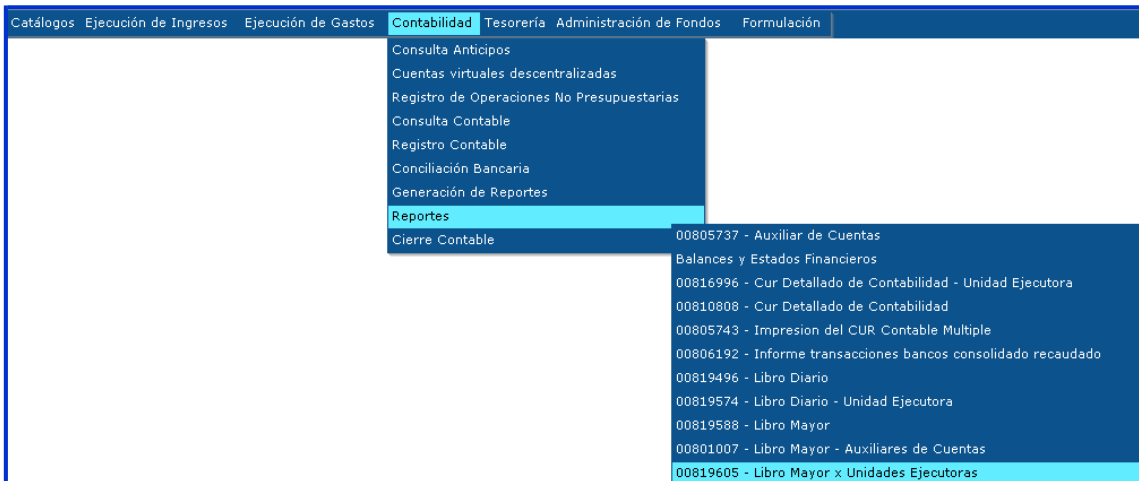 Catálogos Ejecución de Ingresos Ejecución de Gastos Contabilidad Tesorería Administración de Fondos Formulación
Consulta Anticipos
Cuentas virtuales descentralizadas
Registro de Operaciones No Presupuestarias
Consulta Contable
Registro Contable
Conciliación Bancaria
Generación de Reportes
Reportes
Cierre Contable
00805737 - Auxiliar de Cuentas
Balances y Estados Financieros
00816996 - Cur Detallado de Contabilidad - Unidad Ejecutora
00810808 - Cur Detallado de Contabilidad
00805743 - Impresion del CUR Contable Multiple
00806192 - Informe transacciones bancos consolidado recaudado
00819496 - Libro Diario
00819574 - Libro Diario - Unidad Ejecutora
00819588 - Libro Mayor
00801007 - Libro Mayor - Auxiliares de Cuentas
00819605 - Libro Mayor x Unidades Ejecutoras